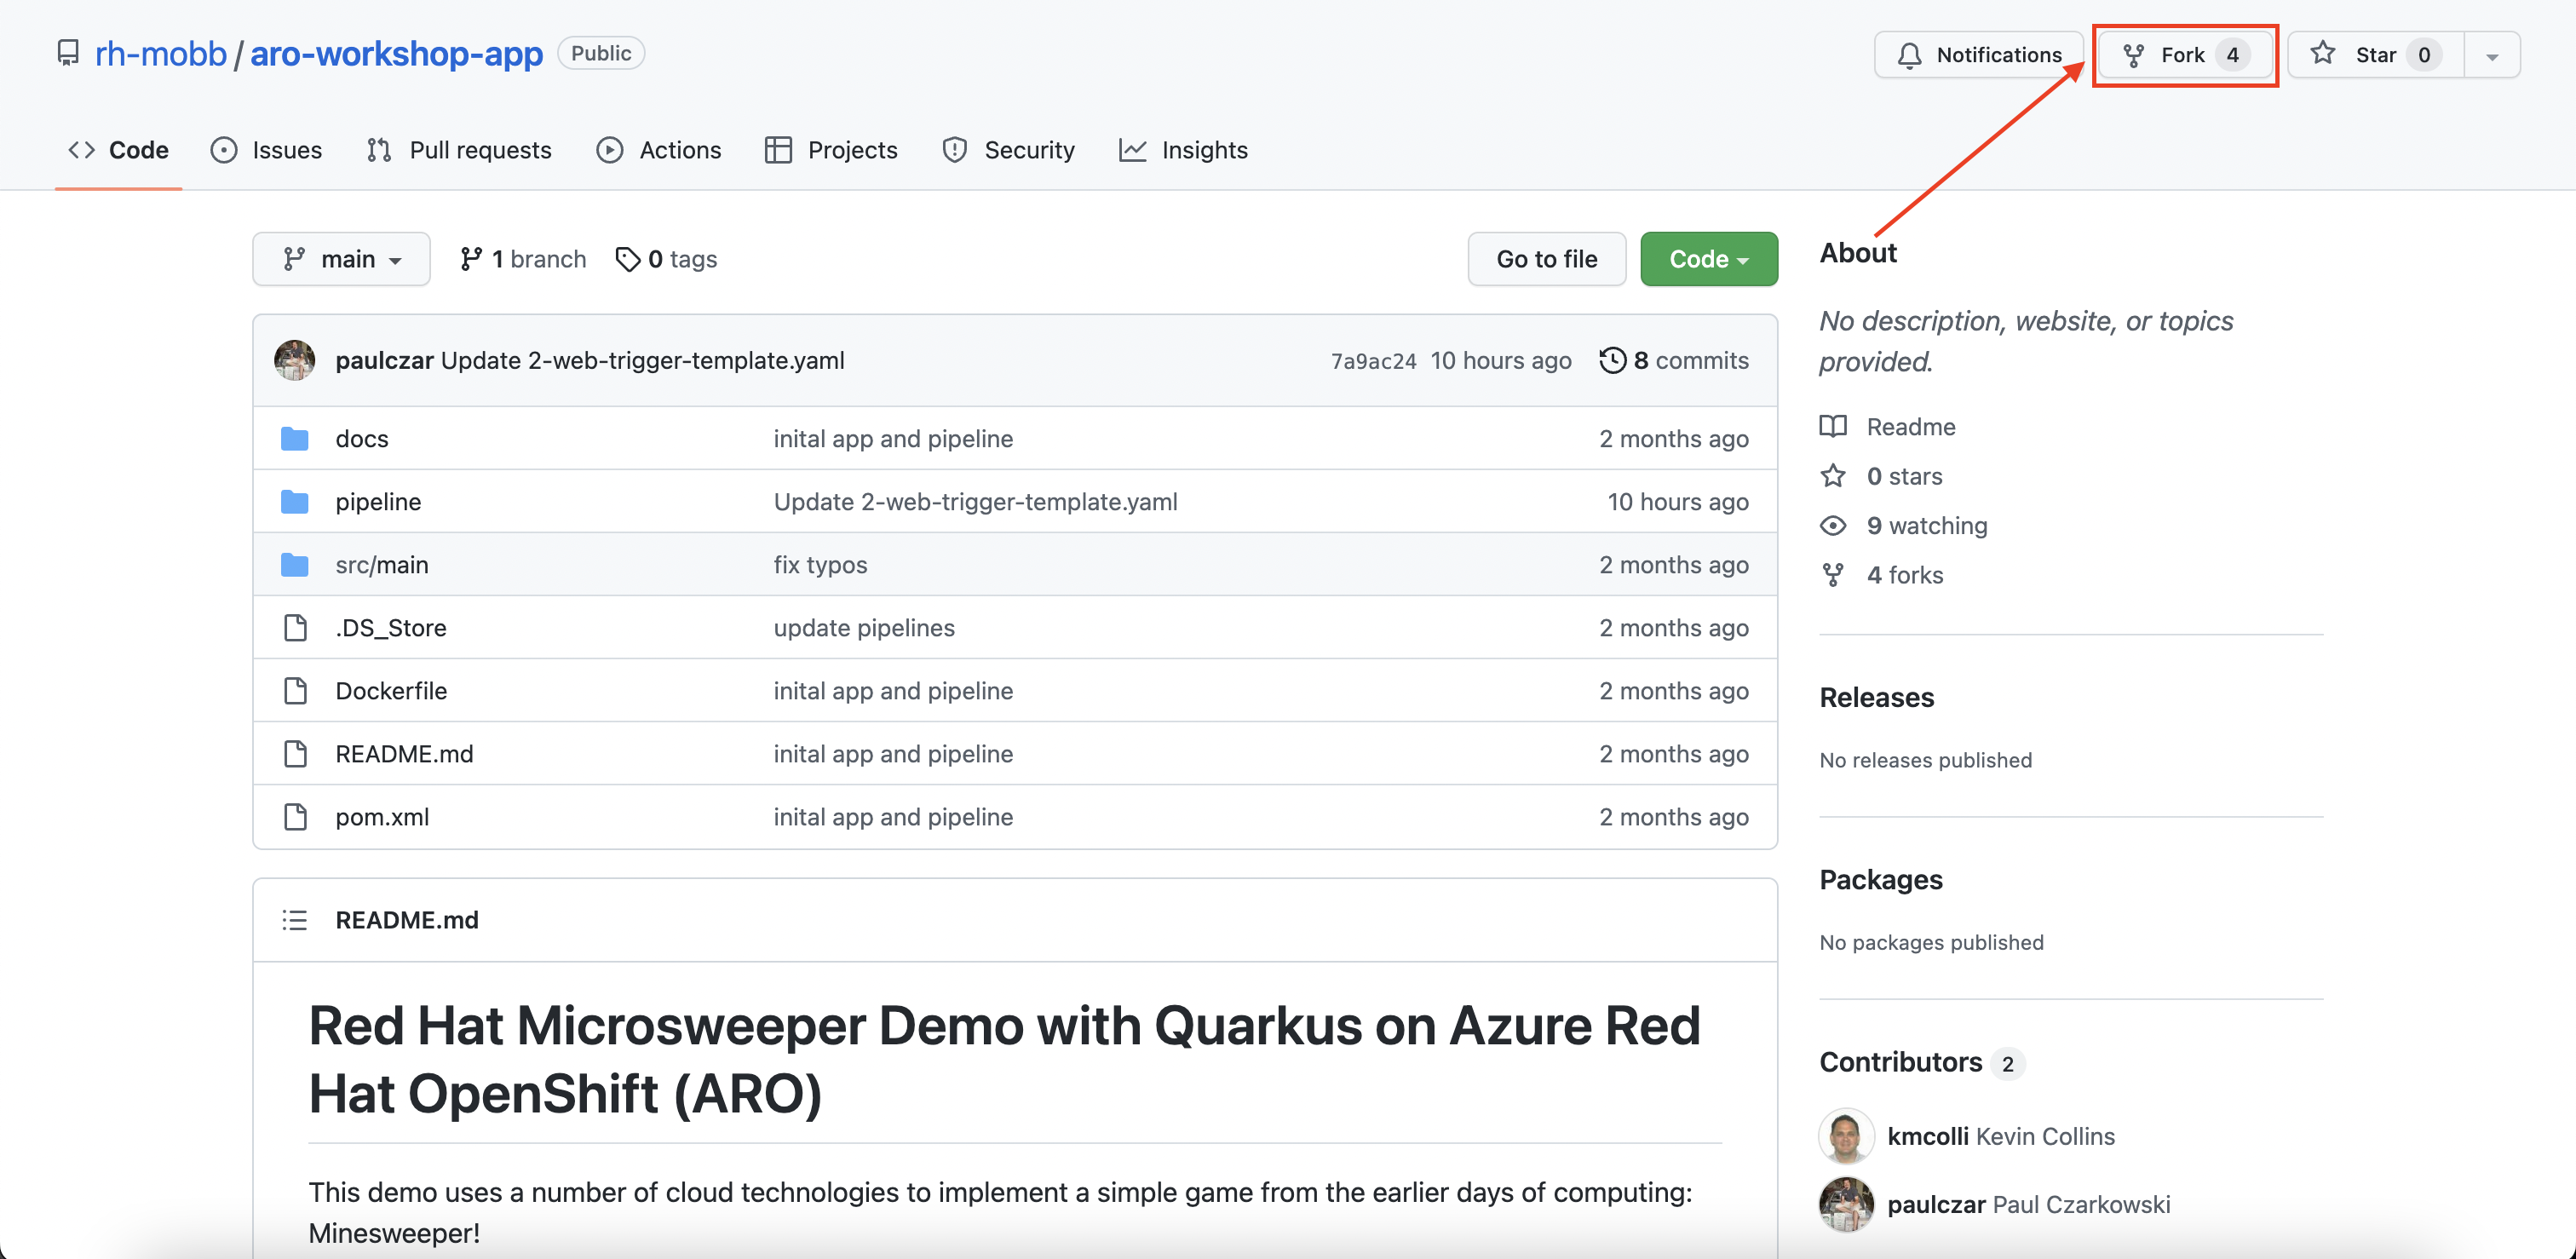 rh-mobb / aro-workshop-app Public
Notifications Fork 4 Star 0
Code Issues Pull requests Actions Projects Security Insights
main 1 branch 0 tags Go to file Code
paulczar Update 2-web-trigger-template.yaml 7a9ac24 10 hours ago 8 commits
docs inital app and pipeline 2 months ago
pipeline Update 2-web-trigger-template.yaml 10 hours ago
src/main fix typos 2 months ago
.DS_Store update pipelines 2 months ago
Dockerfile inital app and pipeline 2 months ago
README.md inital app and pipeline 2 months ago
pom.xml inital app and pipeline 2 months ago
README.md
Red Hat Microsweeper Demo with Quarkus on Azure Red
Hat OpenShift (ARO)
This demo uses a number of cloud technologies to implement a simple game from the earlier days of computing:
Minesweeper!
About
No description, website, or topics
provided.
Readme
0 stars
9 watching
4 forks
Releases
No releases published
Packages
No packages published
Contributors 2
kmcolli Kevin Collins
paulczar Paul Czarkowski